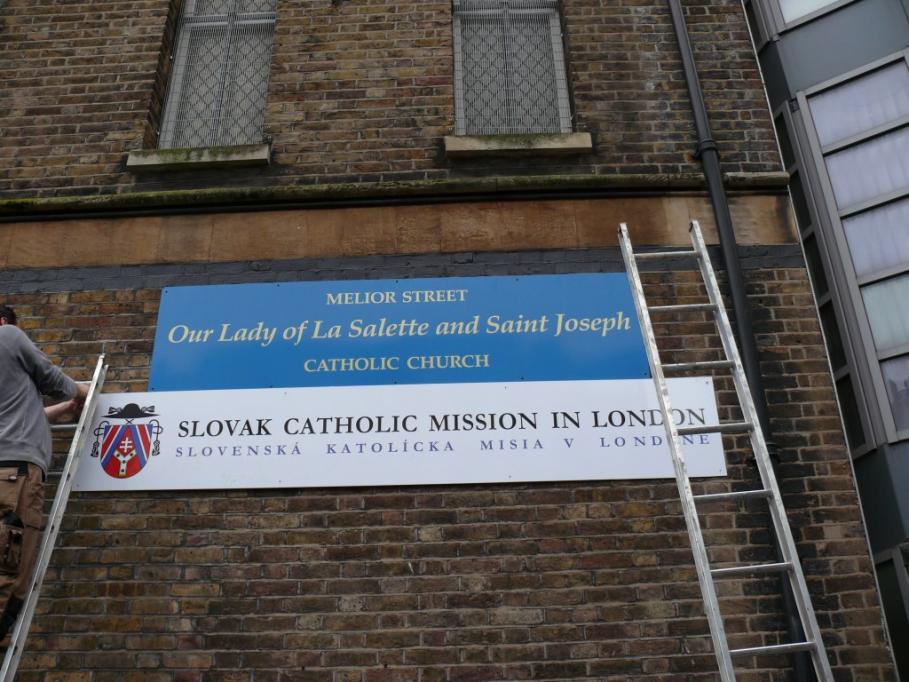 MELIOR STREET
Our Lady of La Salette and Saint Joseph
CATHOLIC CHURCH
SLOVAK CATHOLIC MISSION IN LONDON
SLOVENSKÁ KATOLÍCKA MISIA V LONDÝNE